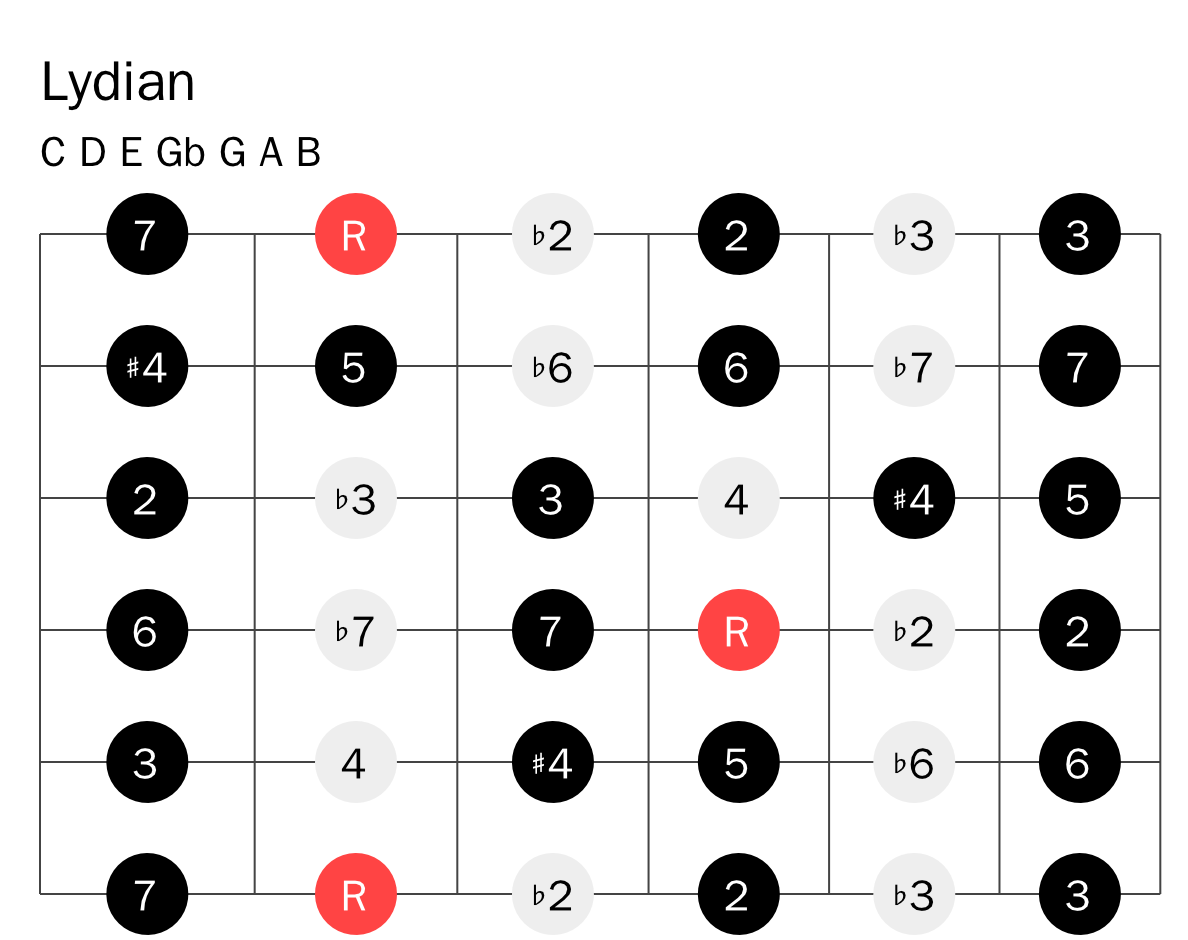 Lydian
C D E Gb G A B
7 R ♭2 2 ♭3 3
♯4 5 ♭6 6 ♭7 7
2 ♭3 3 4 ♯4 5
6 ♭7 7 R ♭2 2
3 4 ♯4 5 ♭6 6
7 R ♭2 2 ♭3 3